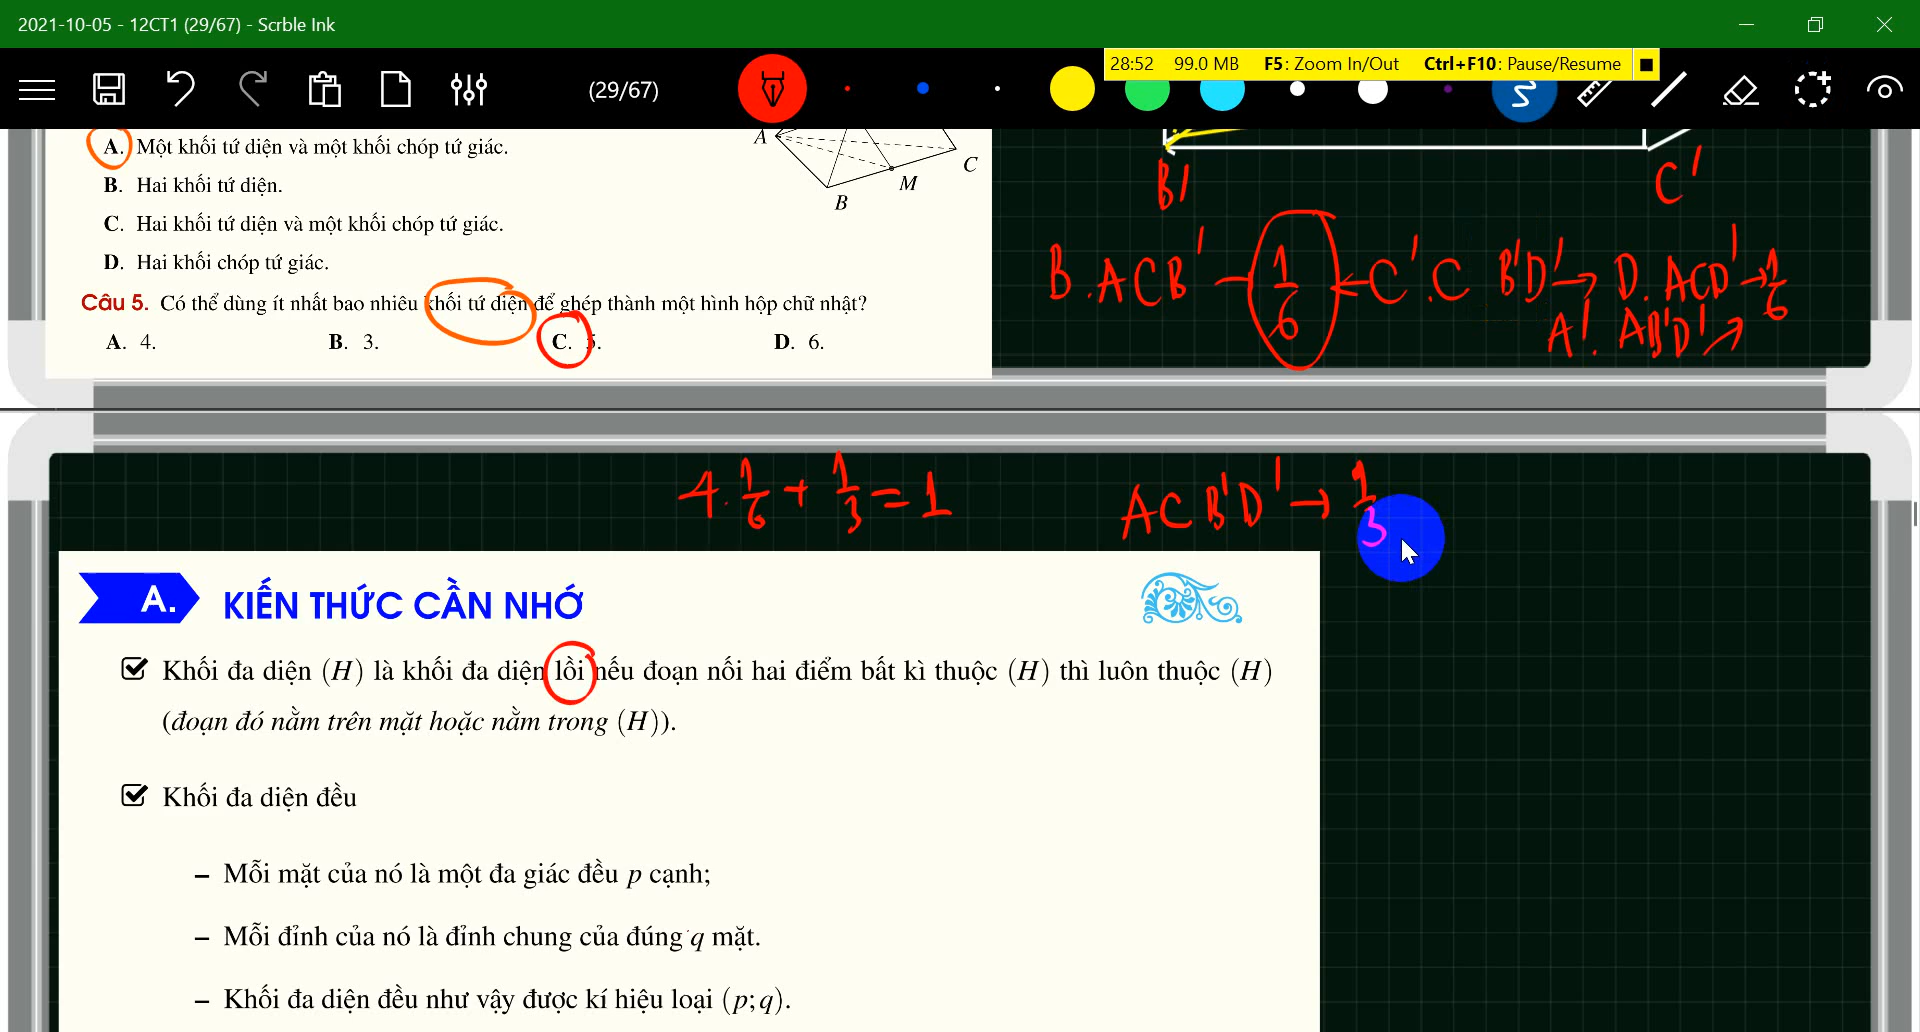 2021-10-05 - 12CT1 (29/67) - Scrble Ink
28:52 99.0 MB F5: Zoom In/Out Ctrl+F10: Pause/Resume
(29/67)
A. Một khối tứ diện và một khối chóp tứ giác.
B. Hai khối tứ diện.
C. Hai khối tứ diện và một khối chóp tứ giác.
D. Hai khối chóp tứ giác.
A
C
M
B
Câu 5. Có thể dùng ít nhất bao nhiêu khối tứ diện để ghép thành một hình hộp chữ nhật?
A. 4. B. 3. C. 5. D. 6.
B' C'
B.ACB' - 1/6 ← C'.C B'D' → D.ACD' → 1/6
A'. AB'D' ↗
4. 1/6 + 1/3 = 1 ACB'D' → 1/3
A. KIẾN THỨC CẦN NHỚ
Khối đa diện (H) là khối đa diện lồi nếu đoạn nối hai điểm bất kì thuộc (H) thì luôn thuộc (H)
(đoạn đó nằm trên mặt hoặc nằm trong (H)).
Khối đa diện đều
– Mỗi mặt của nó là một đa giác đều p cạnh;
– Mỗi đỉnh của nó là đỉnh chung của đúng q mặt.
– Khối đa diện đều như vậy được kí hiệu loại (p;q).